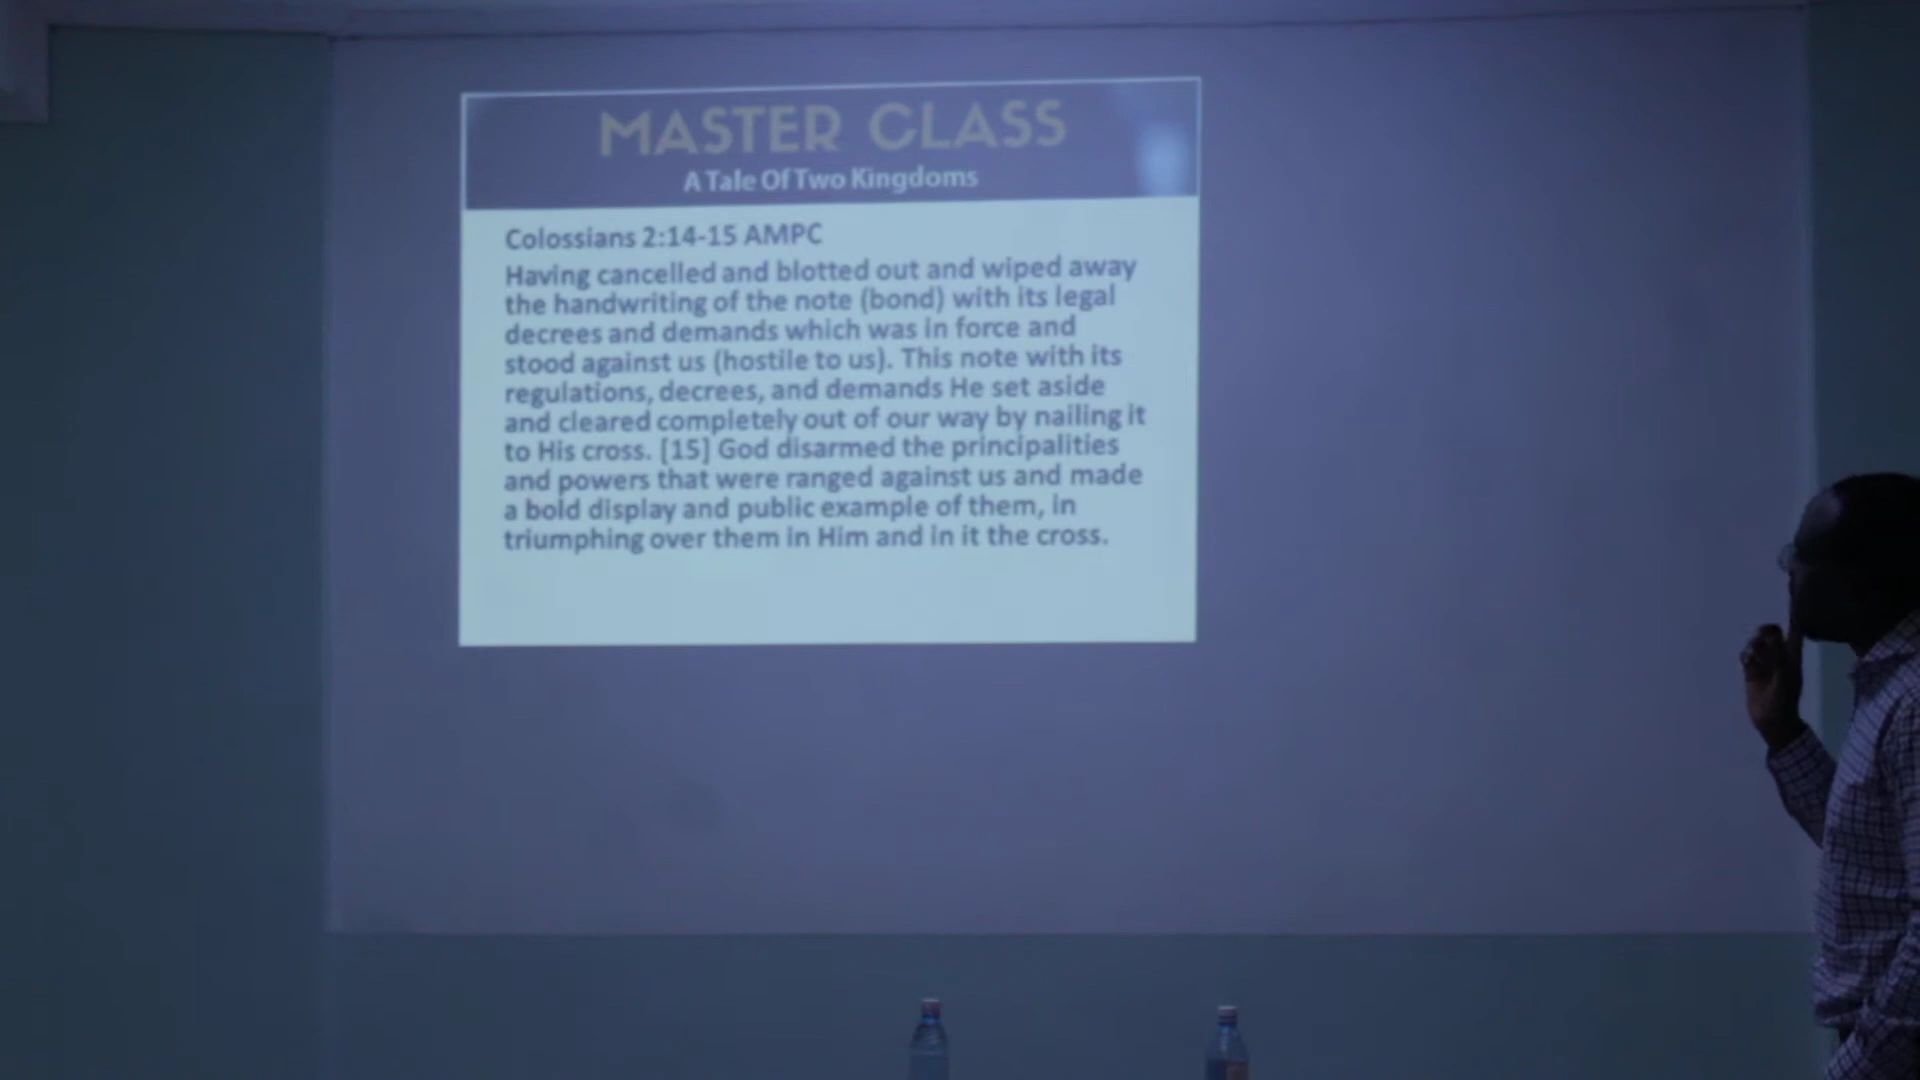 MASTER CLASS
A Tale Of Two Kingdoms
Colossians 2:14-15 AMPC
Having cancelled and blotted out and wiped away
the handwriting of the note (bond) with its legal
decrees and demands which was in force and
stood against us (hostile to us). This note with its
regulations, decrees, and demands He set aside
and cleared completely out of our way by nailing it
to His cross. [15] God disarmed the principalities
and powers that were ranged against us and made
a bold display and public example of them, in
triumphing over them in Him and in it the cross.